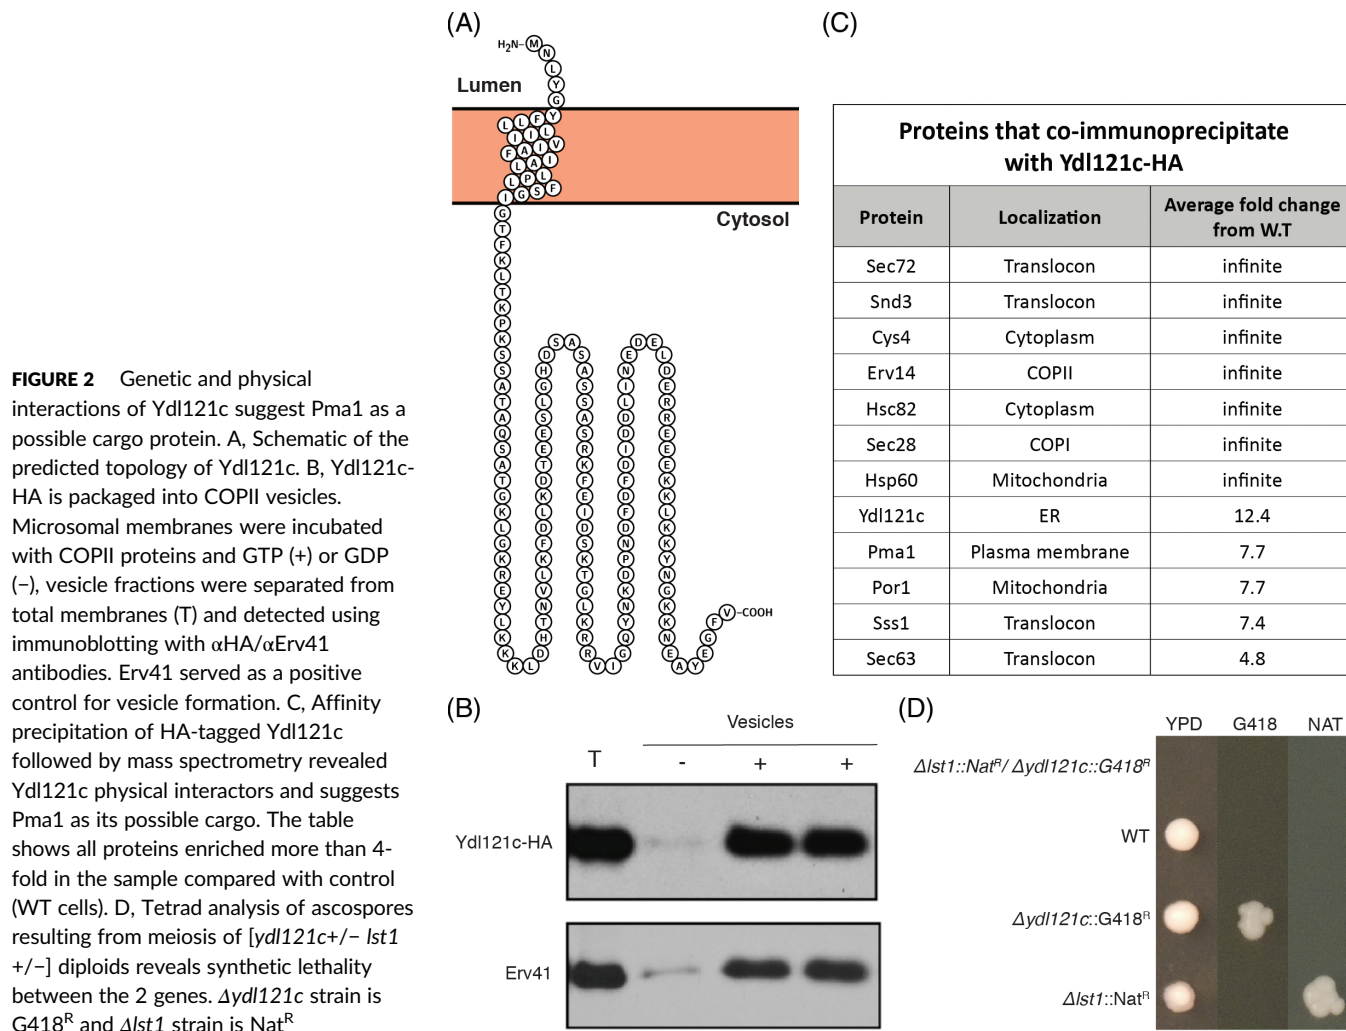 FIGURE 2 Genetic and physical
interactions of Ydl121c suggest Pma1 as a
possible cargo protein. A, Schematic of the
predicted topology of Ydl121c. B, Ydl121c-
HA is packaged into COPII vesicles.
Microsomal membranes were incubated
with COPII proteins and GTP (+) or GDP
(−), vesicle fractions were separated from
total membranes (T) and detected using
immunoblotting with αHA/αErv41
antibodies. Erv41 served as a positive
control for vesicle formation. C, Affinity
precipitation of HA-tagged Ydl121c
followed by mass spectrometry revealed
Ydl121c physical interactors and suggests
Pma1 as its possible cargo. The table
shows all proteins enriched more than 4-
fold in the sample compared with control
(WT cells). D, Tetrad analysis of ascospores
resulting from meiosis of [ydl121c+/− lst1
+/−] diploids reveals synthetic lethality
between the 2 genes. Δydl121c strain is
G418R and Δlst1 strain is NatR
(A)
H2N– M N L Y G
Lumen
L L F Y
I I L
F A I V
L A I
L P L
I G S F
Cytosol
G T F K L T K P K S S A T A Q S A T G K L G K R E Y L K K
K L D H T N V L K F D L K D T E E S L G H D
S A S A S S A S R K F E I D S K T G L K R R
V I G Q Y N K D P N D F D F D I D D L I N E
D E L D E R R E E E K K L K K Y N G K K N E
A Y E G F V –COOH
(C)
Proteins that co-immunoprecipitate
with Ydl121c-HA
Protein Localization Average fold change
from W.T
Sec72 Translocon infinite
Snd3 Translocon infinite
Cys4 Cytoplasm infinite
Erv14 COPII infinite
Hsc82 Cytoplasm infinite
Sec28 COPI infinite
Hsp60 Mitochondria infinite
Ydl121c ER 12.4
Pma1 Plasma membrane 7.7
Por1 Mitochondria 7.7
Sss1 Translocon 7.4
Sec63 Translocon 4.8
(B)
Vesicles
T - + +
Ydl121c-HA
Erv41
(D)
YPD G418 NAT
Δlst1::NatR/ Δydl121c::G418R
WT
Δydl121c::G418R
Δlst1::NatR